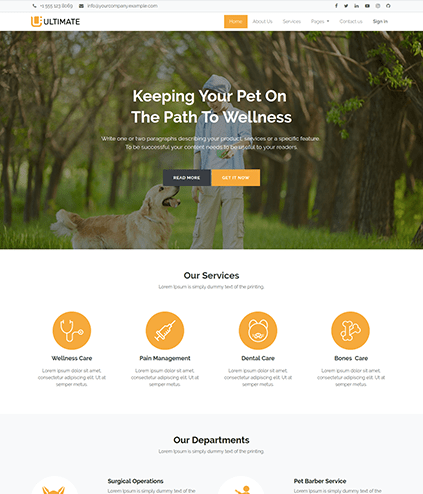 +1 555 123 8069 info@yourcompany.example.com
ULTIMATE
Home About Us Services Pages Contact us Sign in
Keeping Your Pet On
The Path To Wellness
Write one or two paragraphs describing your product, services or a specific feature.
To be successful your content needs to be useful to your readers.
READ MORE GET IT NOW
Our Services
Lorem Ipsum is simply dummy text of the printing.
Wellness Care Pain Management Dental Care Bones Care
Lorem ipsum dolor sit amet, Lorem ipsum dolor sit amet, Lorem ipsum dolor sit amet, Lorem ipsum dolor sit amet,
consectetur adipiscing elit. Ut at consectetur adipiscing elit. Ut at consectetur adipiscing elit. Ut at consectetur adipiscing elit. Ut at
semper metus. semper metus. semper metus. semper metus.
Our Departments
Lorem Ipsum is simply dummy text of the printing.
Surgical Operations Pet Barber Service
Lorem Ipsum is simply dummy text of Lorem Ipsum is simply dummy text of